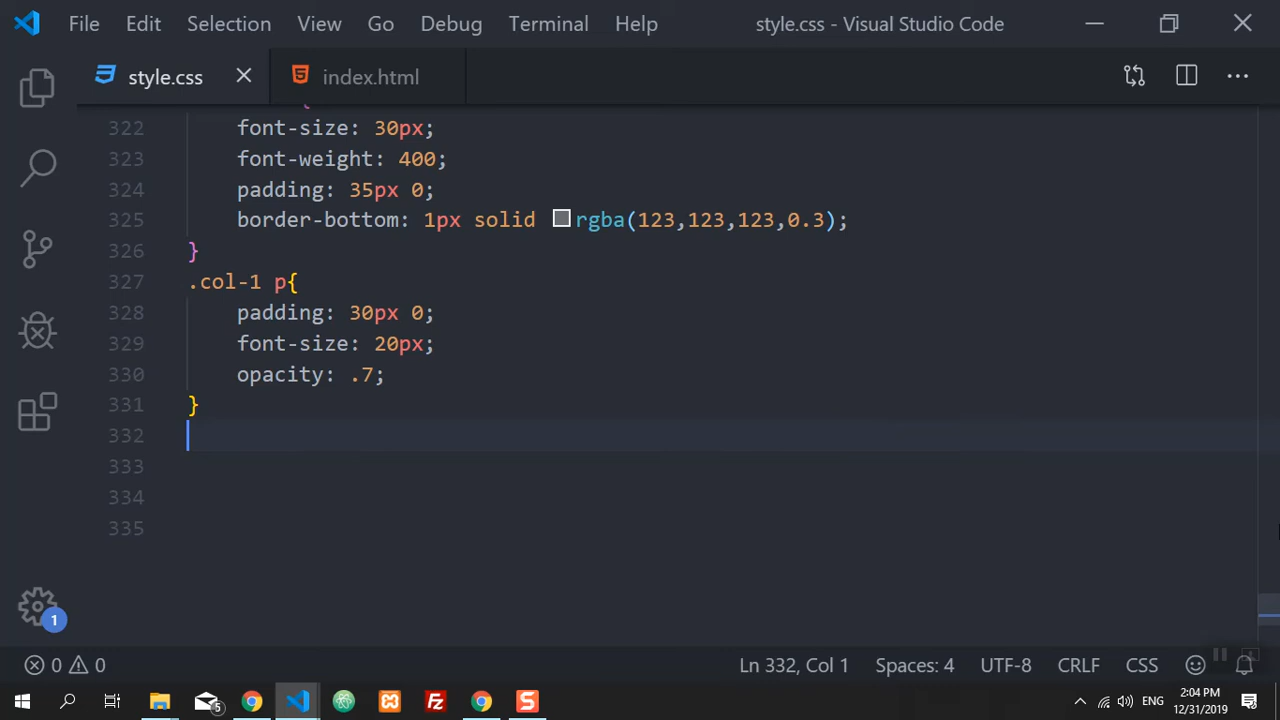 File Edit Selection View Go Debug Terminal Help style.css - Visual Studio Code
style.css index.html
322 font-size: 30px;
323 font-weight: 400;
324 padding: 35px 0;
325 border-bottom: 1px solid rgba(123,123,123,0.3);
326 }
327 .col-1 p{
328 padding: 30px 0;
329 font-size: 20px;
330 opacity: .7;
331 }
332
333
334
335
1
0 0 Ln 332, Col 1 Spaces: 4 UTF-8 CRLF CSS
5 ENG 2:04 PM
12/31/2019